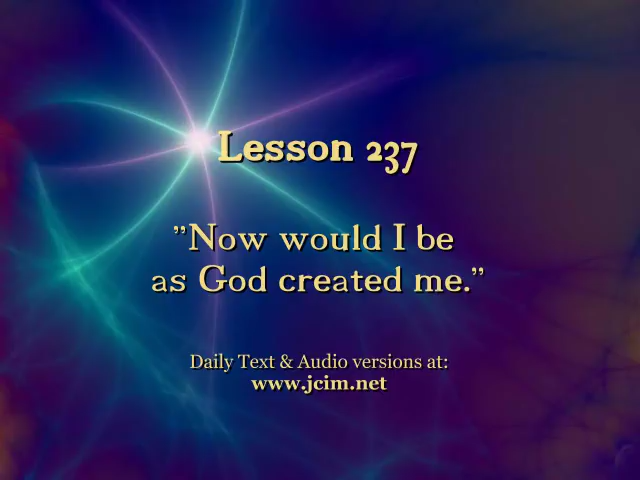 Lesson 237
"Now would I be
as God created me."
Daily Text & Audio versions at:
www.jcim.net